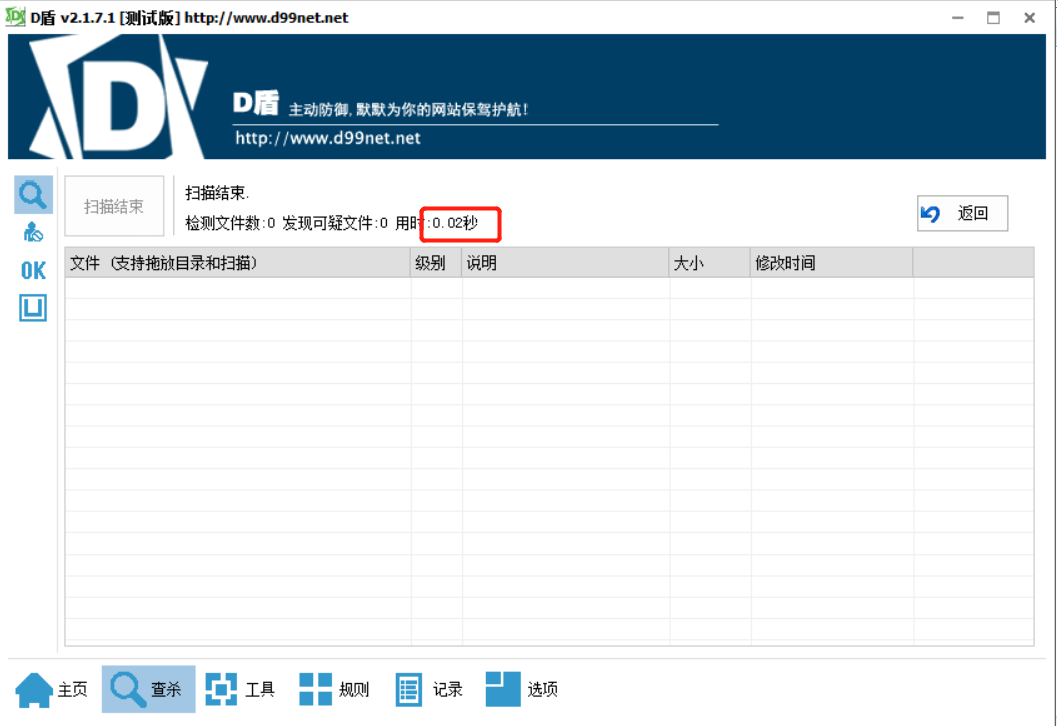 D盾 v2.1.7.1 [测试版] http://www.d99net.net
D盾 主动防御,默默为你的网站保驾护航!
http://www.d99net.net
扫描结束
扫描结束.
检测文件数:0 发现可疑文件:0 用时:0.02秒
返回
OK
文件 (支持拖放目录和扫描) 级别 说明 大小 修改时间
主页 查杀 工具 规则 记录 选项